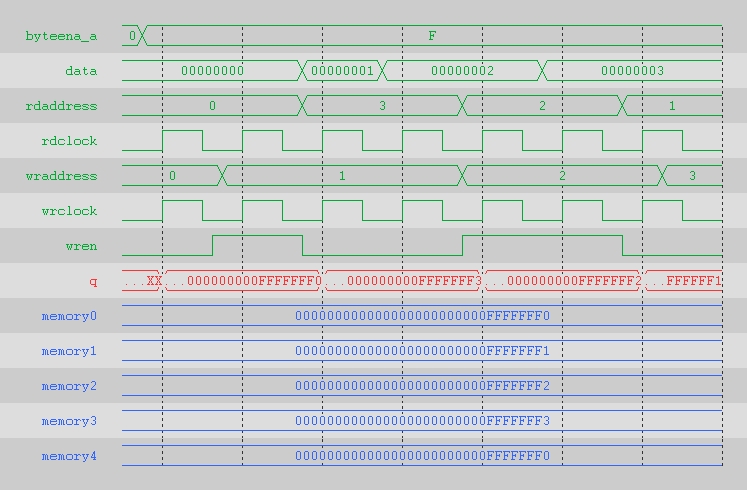 byteena_a 0 F
data 00000000 00000001 00000002 00000003
rdaddress 0 3 2 1
rdclock
wraddress 0 1 2 3
wrclock
wren
q ...XX ...000000000FFFFFFF0 ...000000000FFFFFFF3 ...000000000FFFFFFF2 ...FFFFFF1
memory0 000000000000000000000000FFFFFFF0
memory1 000000000000000000000000FFFFFFF1
memory2 000000000000000000000000FFFFFFF2
memory3 000000000000000000000000FFFFFFF3
memory4 000000000000000000000000FFFFFFF0